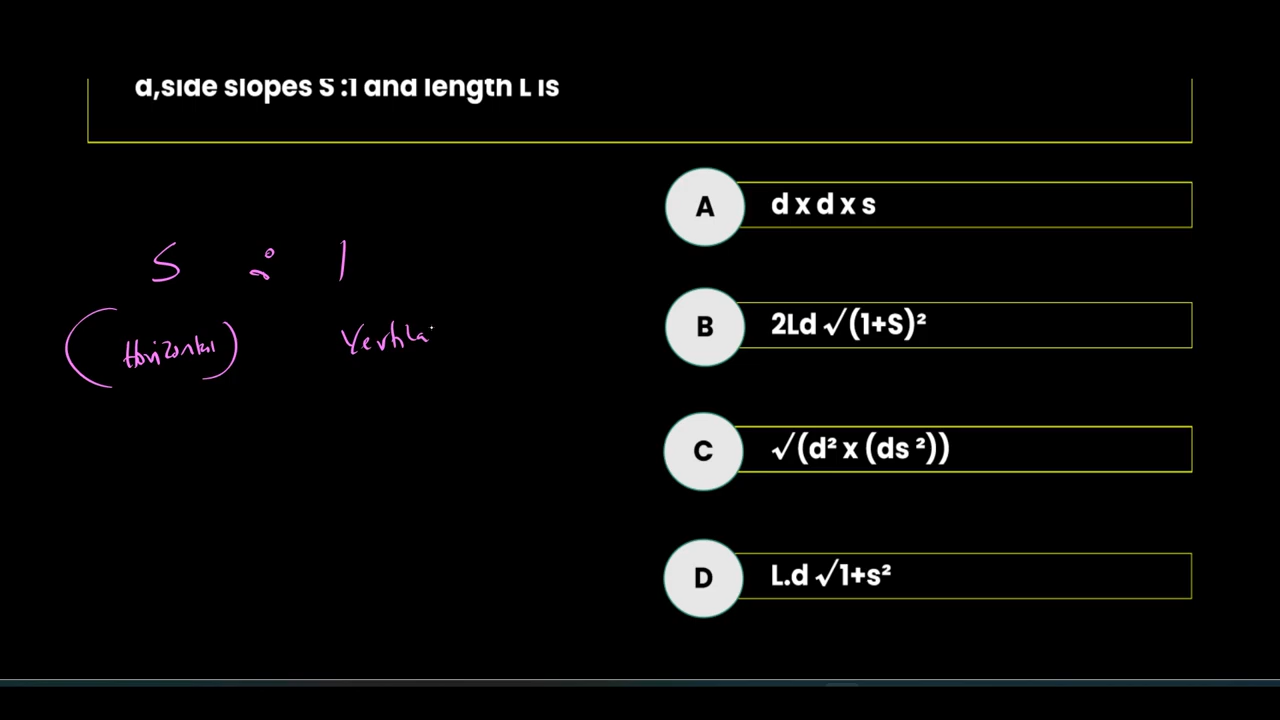 d,side slopes S :1 and length L is
A d x d x s
S : 1
B 2Ld √(1+S)²
(Horizontal)
C √(d² x (ds ²))
D L.d √1+s²